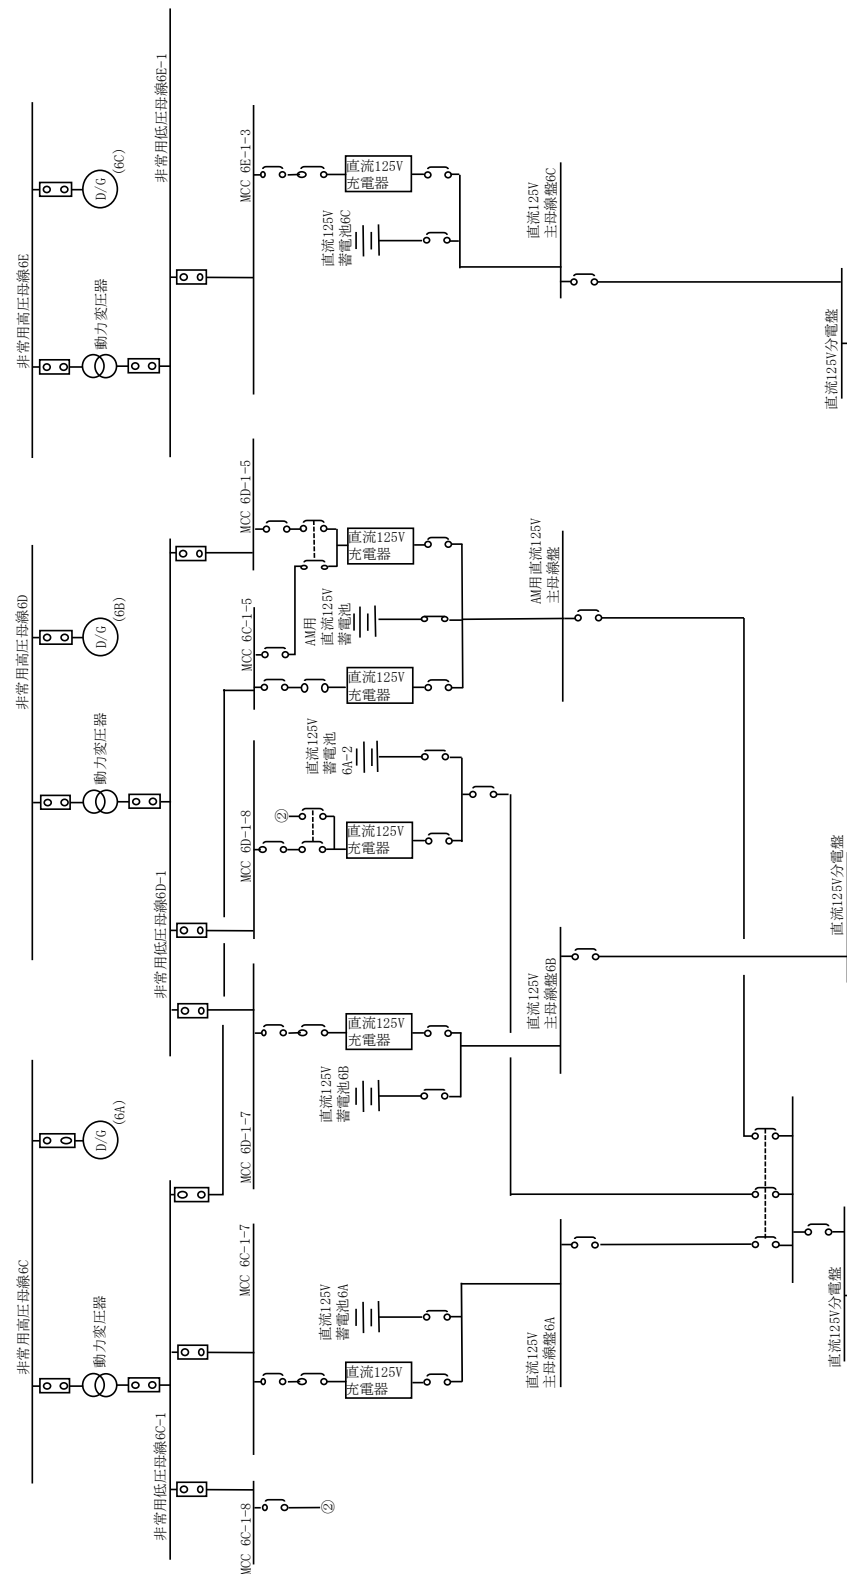 非常用高圧母線6C
非常用高圧母線6D
非常用高圧母線6E
動力変圧器
D/G
(6A)
動力変圧器
D/G
(6B)
動力変圧器
D/G
(6C)
非常用低圧母線6C-1
非常用低圧母線6D-1
非常用低圧母線6E-1
MCC 6C-1-8
MCC 6C-1-7
MCC 6D-1-7
MCC 6D-1-8
MCC 6C-1-5
MCC 6D-1-5
MCC 6E-1-3
②
②
直流125V
充電器
直流125V
蓄電池6A
直流125V
蓄電池6B
直流125V
充電器
直流125V
充電器
直流125V
蓄電池
6A-2
直流125V
充電器
AM用
直流125V
蓄電池
直流125V
充電器
直流125V
蓄電池6C
直流125V
充電器
直流125V
主母線盤6A
直流125V
主母線盤6B
AM用直流125V
主母線盤
直流125V
主母線盤6C
直流125V分電盤
直流125V分電盤
直流125V分電盤